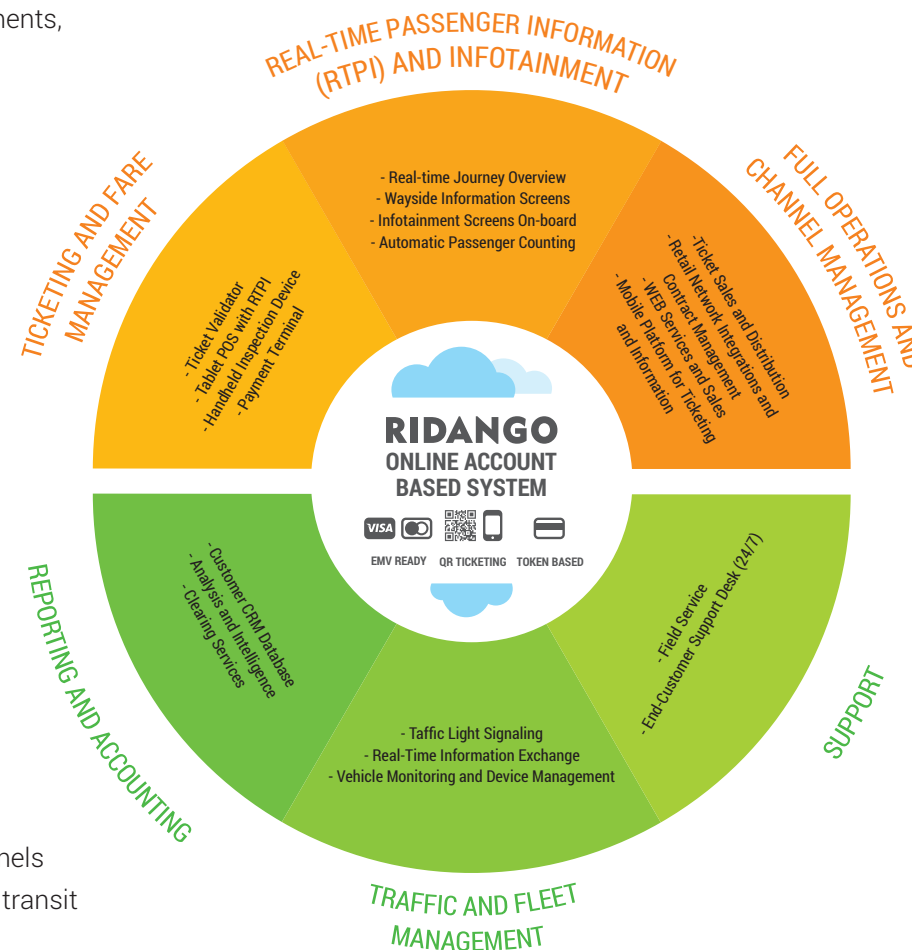 nents,
REAL-TIME PASSENGER INFORMATION
(RTPI) AND INFOTAINMENT
- Real-time Journey Overview
- Wayside Information Screens
- Infotainment Screens On-board
- Automatic Passenger Counting
TICKETING AND FARE
MANAGEMENT
- Ticket Validator
- Tablet POS with RTPI
- Handheld Inspection Device
- Payment Terminal
FULL OPERATIONS AND
CHANNEL MANAGEMENT
-Ticket Sales and Distribution
- Retail Network Integrations and
Contract Management
- WEB Services and Sales
- Mobile Platform for Ticketing
and Information
RIDANGO
ONLINE ACCOUNT
BASED SYSTEM
VISA
EMV READY QR TICKETING TOKEN BASED
REPORTING AND ACCOUNTING
- Customer CRM Database
- Analysis and Intelligence
- Clearing Services
- Field Service
- End-Customer Support Desk (24/7)
SUPPORT
- Taffic Light Signaling
- Real-Time Information Exchange
- Vehicle Monitoring and Device Management
TRAFFIC AND FLEET
MANAGEMENT
nels
transit